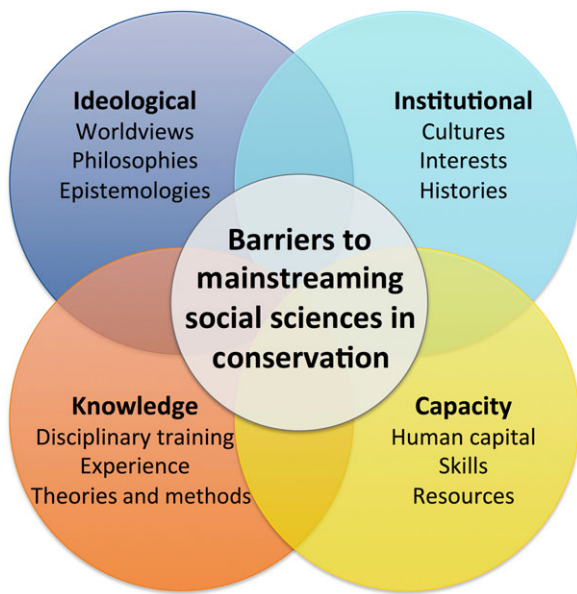 Ideological
Worldviews
Philosophies
Epistemologies
Institutional
Cultures
Interests
Histories
Barriers to
mainstreaming
social sciences in
conservation
Knowledge
Disciplinary training
Experience
Theories and methods
Capacity
Human capital
Skills
Resources